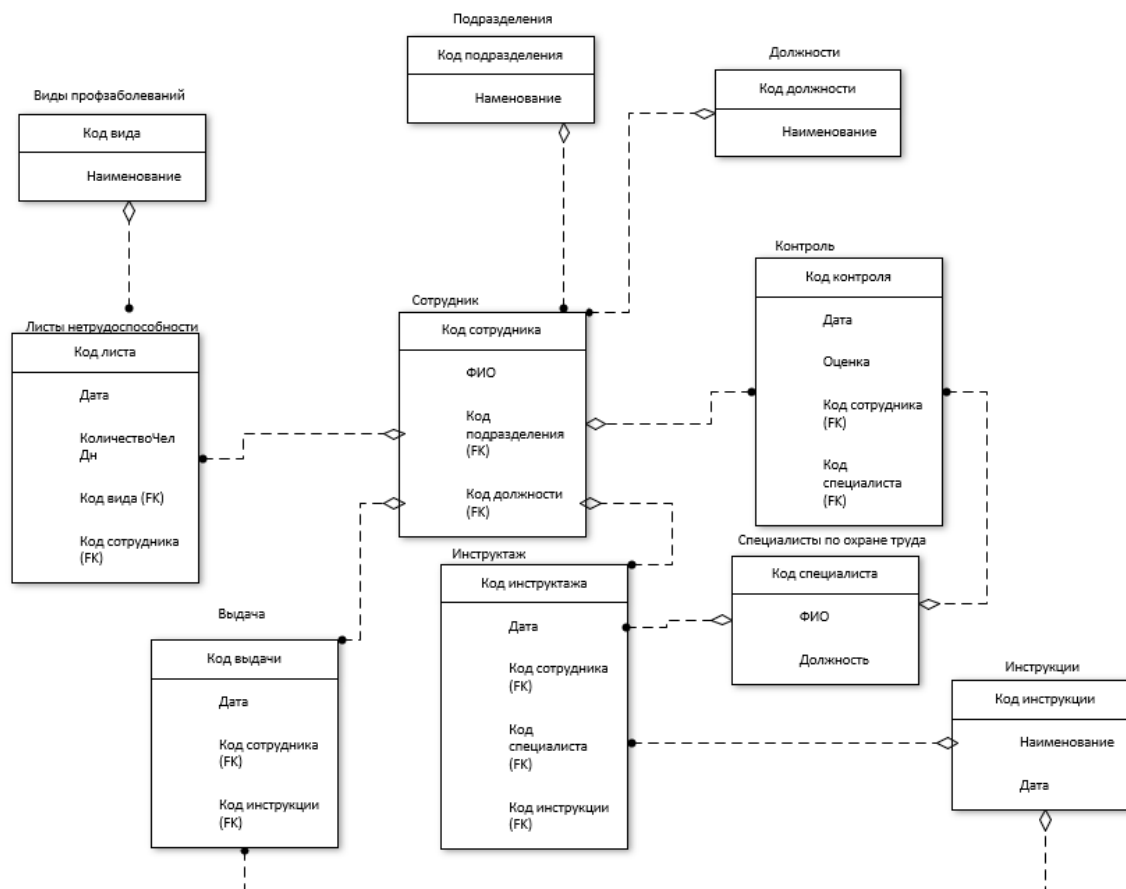 Подразделения
Код подразделения
Наменование
Должности
Код должности
Наименование
Виды профзаболеваний
Код вида
Наименование
Контроль
Код контроля
Дата
Оценка
Код сотрудника
(FK)
Код
специалиста
(FK)
Сотрудник
Код сотрудника
ФИО
Код
подразделения
(FK)
Код должности
(FK)
Листы нетрудоспособности
Код листа
Дата
КоличествоЧел
Дн
Код вида (FK)
Код сотрудника
(FK)
Специалисты по охране труда
Код специалиста
ФИО
Должность
Инструктаж
Код инструктажа
Дата
Код сотрудника
(FK)
Код
специалиста
(FK)
Код инструкции
(FK)
Выдача
Код выдачи
Дата
Код сотрудника
(FK)
Код инструкции
(FK)
Инструкции
Код инструкции
Наименование
Дата